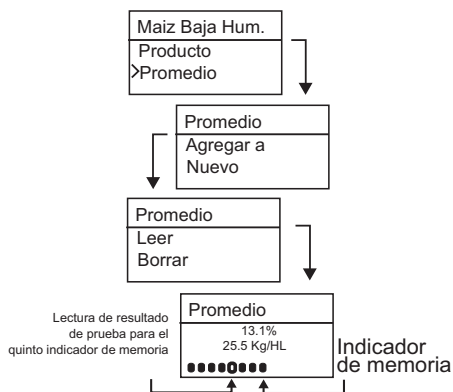 Maiz Baja Hum.
Producto
>Promedio
Promedio
Agregar a
Nuevo
Promedio
Leer
Borrar
Lectura de resultado
de prueba para el
quinto indicador de memoria
Promedio
13.1%
25.5 Kg/HL
Indicador
de memoria